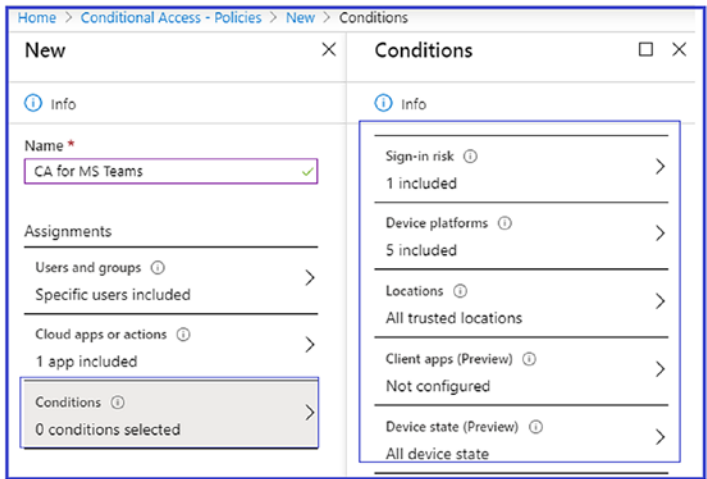 Home > Conditional Access - Policies > New > Conditions
New
Info
Name *
CA for MS Teams
Assignments
Users and groups
Specific users included
Cloud apps or actions
1 app included
Conditions
0 conditions selected
Conditions
Info
Sign-in risk
1 included
Device platforms
5 included
Locations
All trusted locations
Client apps (Preview)
Not configured
Device state (Preview)
All device state